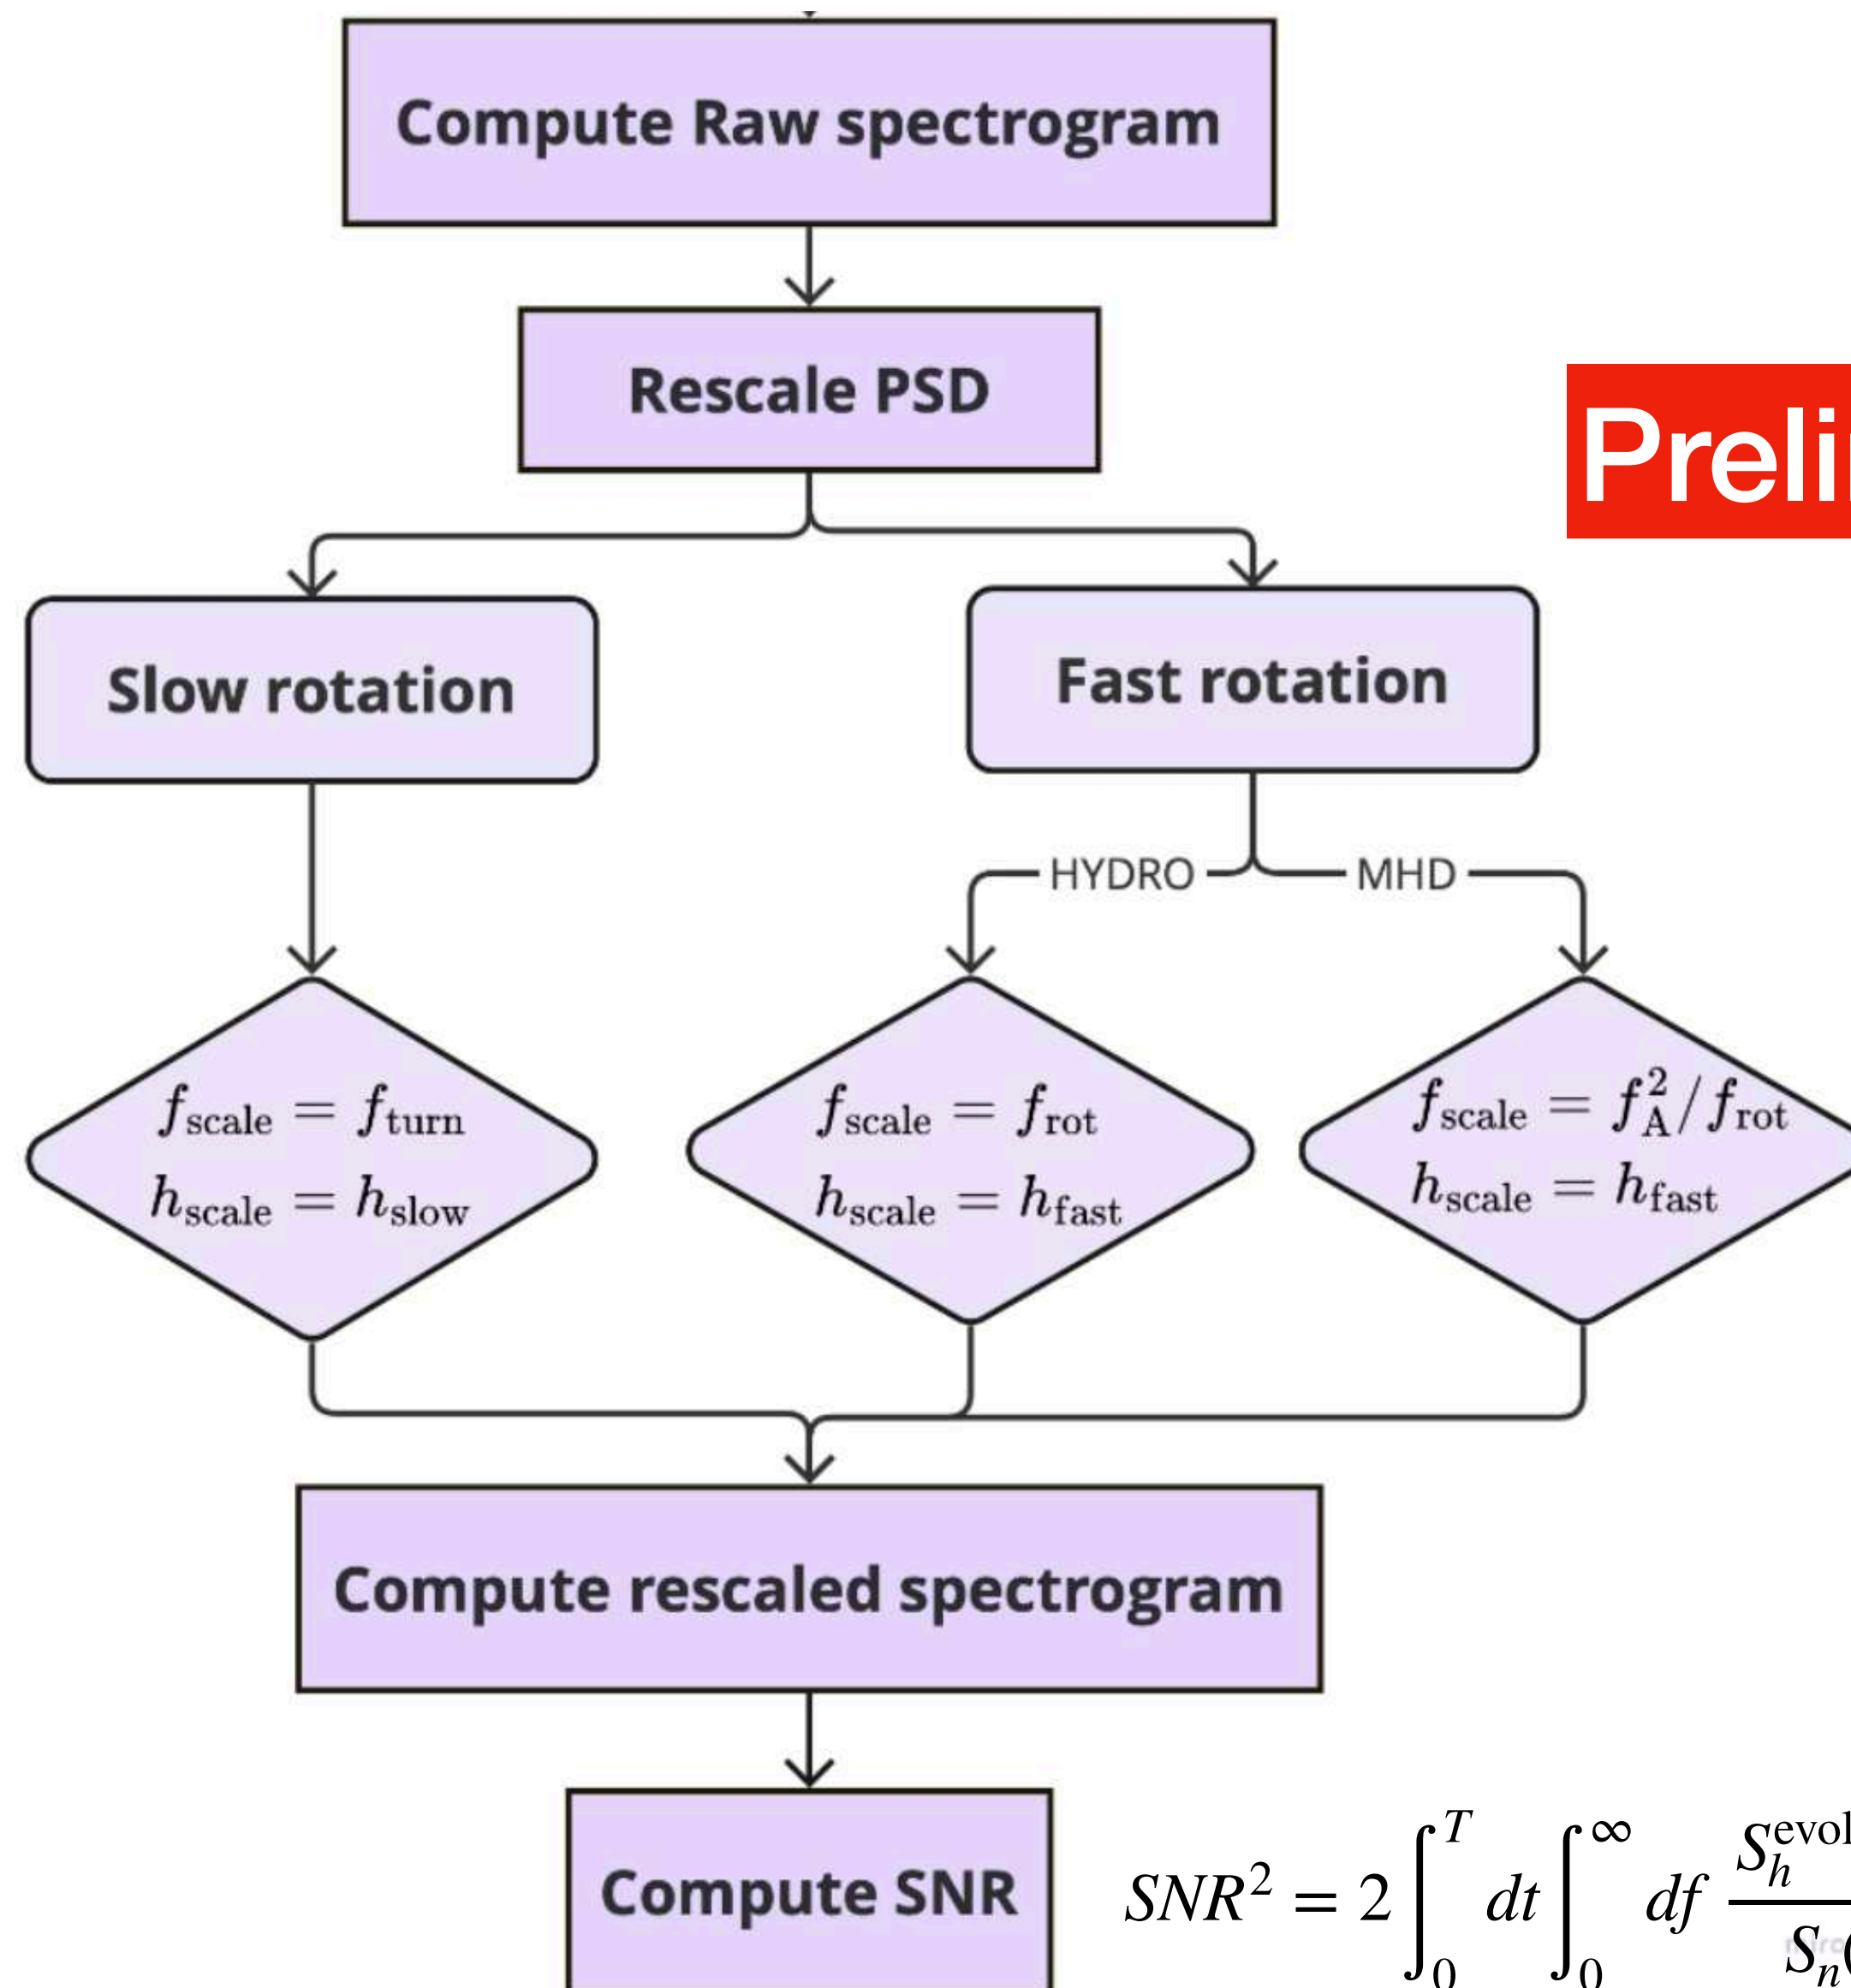 Compute Raw spectrogram
Rescale PSD
Slow rotation
Fast rotation
HYDRO
MHD
f_scale = f_turn
h_scale = h_slow
f_scale = f_rot
h_scale = h_fast
f_scale = f_A^2/f_rot
h_scale = h_fast
Compute rescaled spectrogram
Compute SNR
SNR^2 = 2 ∫_0^T dt ∫_0^∞ df S_h^evol / S_n(